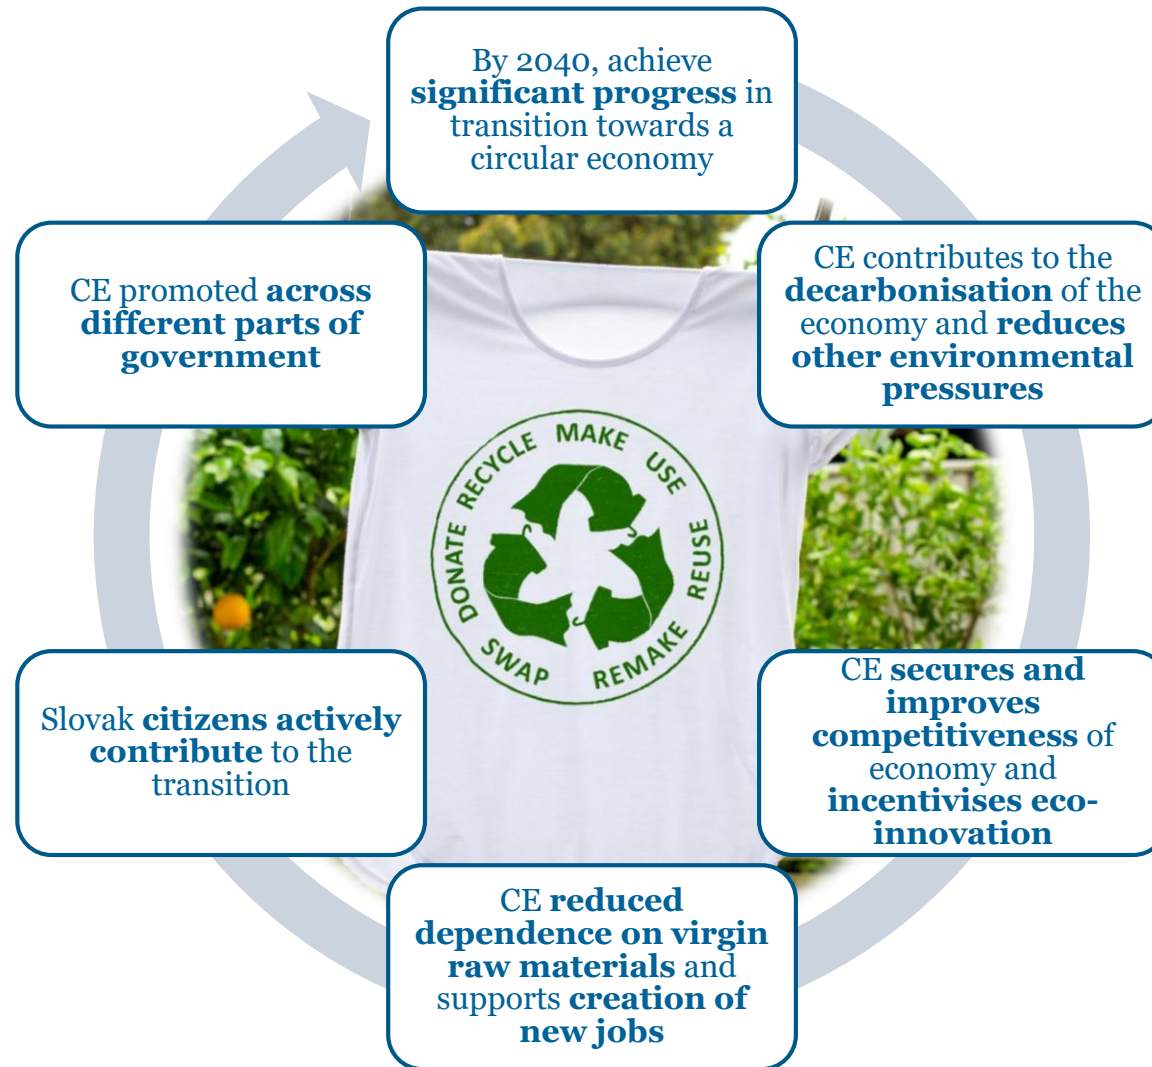 By 2040, achieve
significant progress in
transition towards a
circular economy
CE contributes to the
decarbonisation of the
economy and reduces
other environmental
pressures
CE secures and
improves
competitiveness of
economy and
incentivises eco-
innovation
CE reduced
dependence on virgin
raw materials and
supports creation of
new jobs
Slovak citizens actively
contribute to the
transition
CE promoted across
different parts of
government
MAKE USE REUSE REMAKE SWAP DONATE RECYCLE